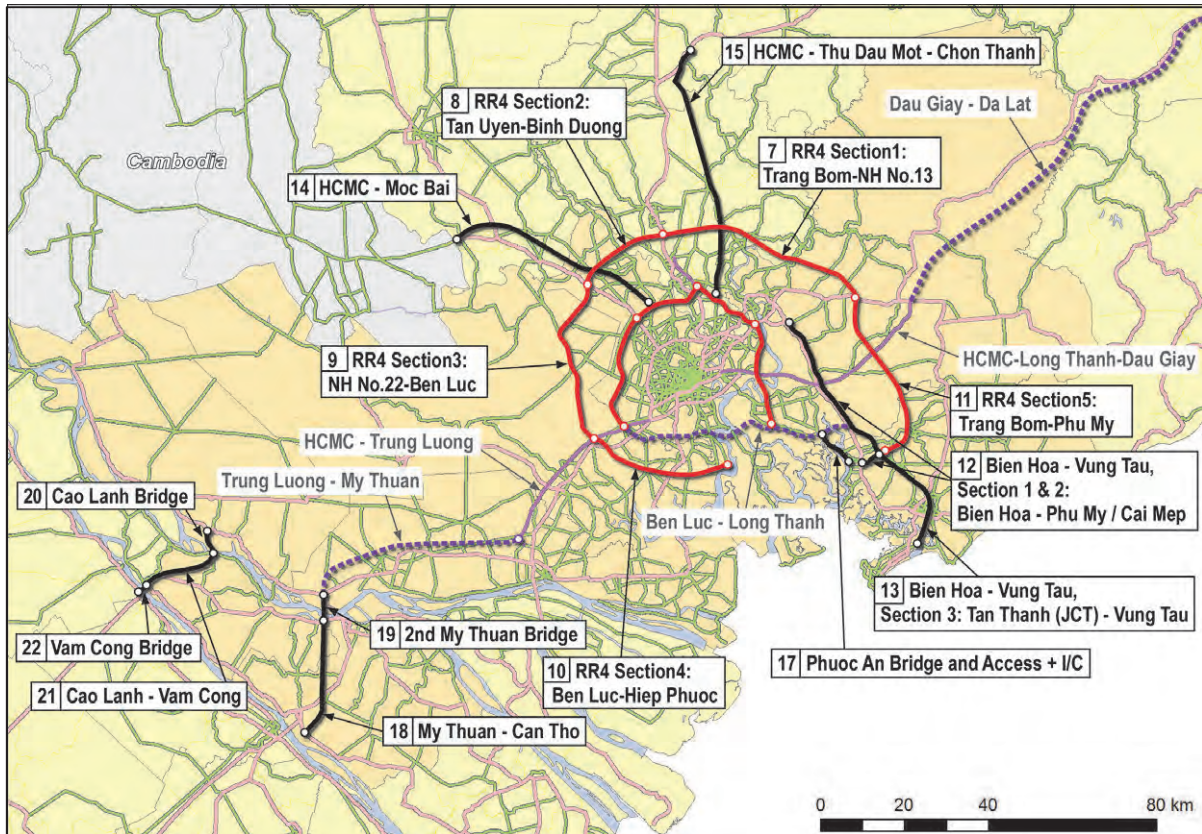 15 HCMC - Thu Dau Mot - Chon Thanh
8 RR4 Section2:
Tan Uyen-Binh Duong
Dau Giay - Da Lat
7 RR4 Section1:
Trang Bom-NH No.13
Cambodia
14 HCMC - Moc Bai
9 RR4 Section3:
NH No.22-Ben Luc
HCMC-Long Thanh-Dau Giay
11 RR4 Section5:
Trang Bom-Phu My
HCMC - Trung Luong
Trung Luong - My Thuan
12 Bien Hoa - Vung Tau,
Section 1 & 2:
Bien Hoa - Phu My / Cai Mep
20 Cao Lanh Bridge
Ben Luc - Long Thanh
13 Bien Hoa - Vung Tau,
Section 3: Tan Thanh (JCT) - Vung Tau
22 Vam Cong Bridge
19 2nd My Thuan Bridge
17 Phuoc An Bridge and Access + I/C
21 Cao Lanh - Vam Cong
10 RR4 Section4:
Ben Luc-Hiep Phuoc
18 My Thuan - Can Tho
0 20 40 80 km